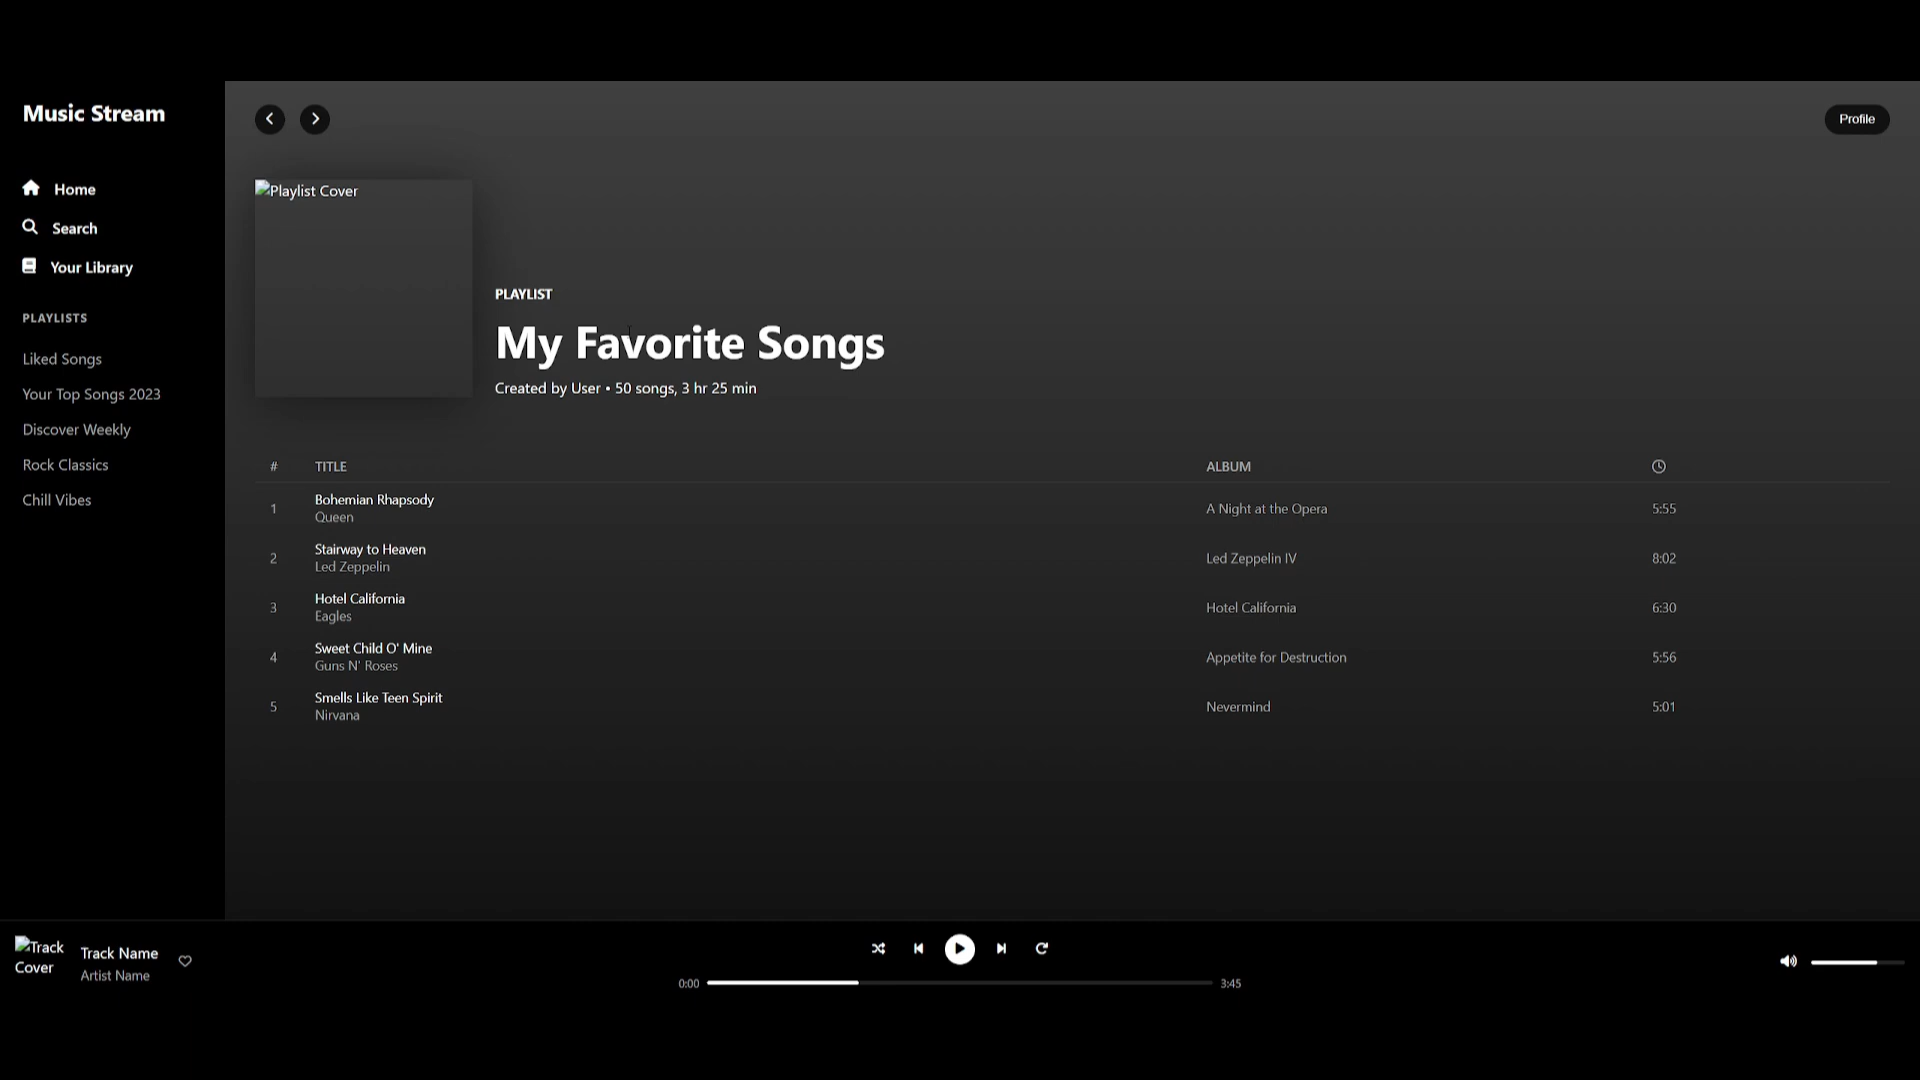 Music Stream
Profile
Home
Search
Your Library
PLAYLISTS
Liked Songs
Your Top Songs 2023
Discover Weekly
Rock Classics
Chill Vibes
Playlist Cover
PLAYLIST
My Favorite Songs
Created by User • 50 songs, 3 hr 25 min
# TITLE ALBUM
1 Bohemian Rhapsody A Night at the Opera 5:55
Queen
2 Stairway to Heaven Led Zeppelin IV 8:02
Led Zeppelin
3 Hotel California Hotel California 6:30
Eagles
4 Sweet Child O' Mine Appetite for Destruction 5:56
Guns N' Roses
5 Smells Like Teen Spirit Nevermind 5:01
Nirvana
Track
Cover
Track Name
Artist Name
0:00 3:45